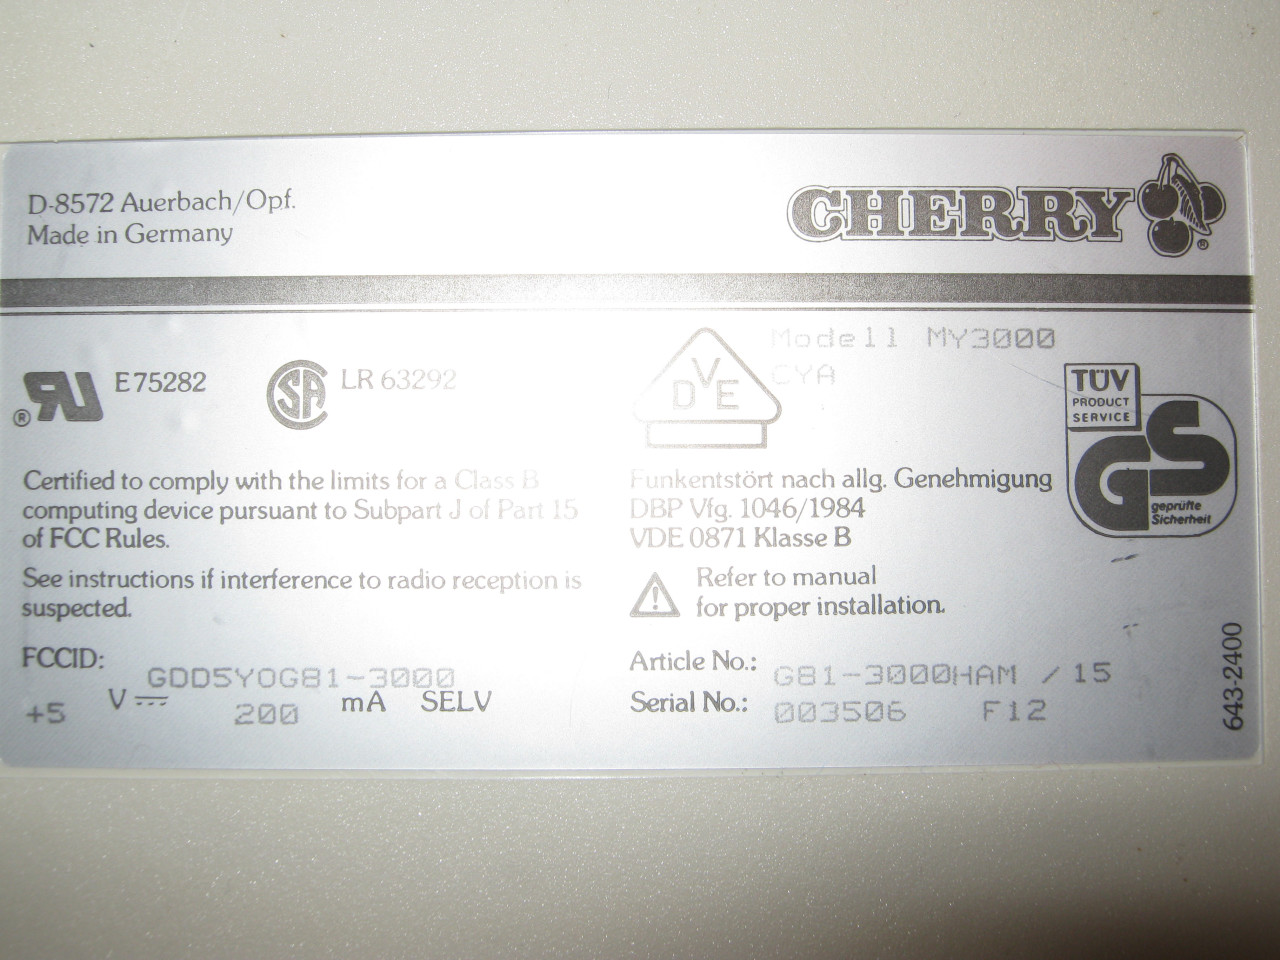 D-8572 Auerbach/Opf.
Made in Germany
CHERRY ®
® RU E75282
SA LR 63292
VDE
Modell MY3000
CYA
TÜV
PRODUCT
SERVICE
GS
geprüfte
Sicherheit
Certified to comply with the limits for a Class B
computing device pursuant to Subpart J of Part 15
of FCC Rules.
See instructions if interference to radio reception is
suspected.
Funkentstört nach allg. Genehmigung
DBP Vfg. 1046/1984
VDE 0871 Klasse B
Refer to manual
for proper installation.
FCCID: GDD5YOG81-3000
+5 V 200 mA SELV
Article No.: G81-3000HAM / 15
Serial No.: 003506 F12
643-2400